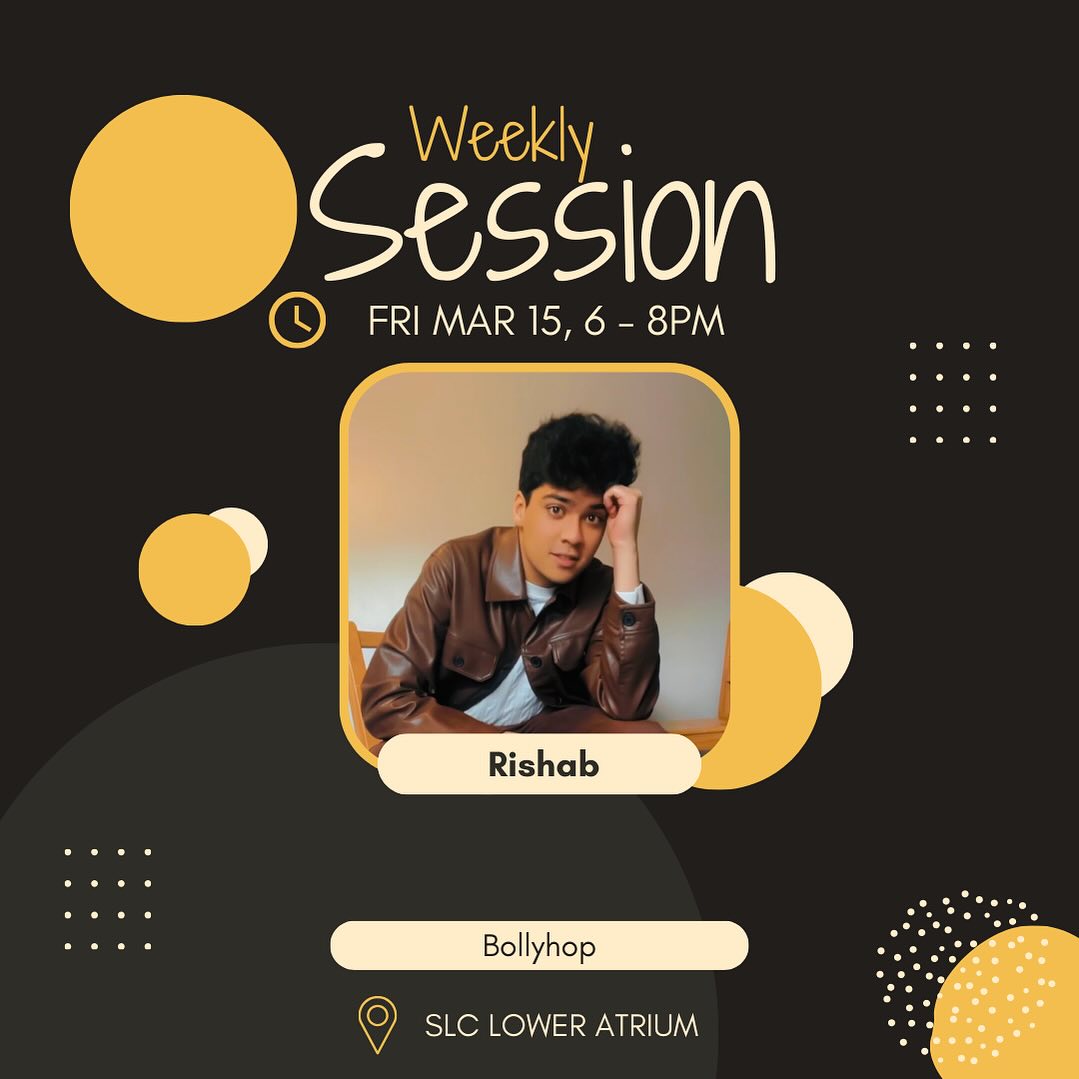 Weekly
Session
FRI MAR 15, 6 - 8PM
Rishab
Bollyhop
SLC LOWER ATRIUM